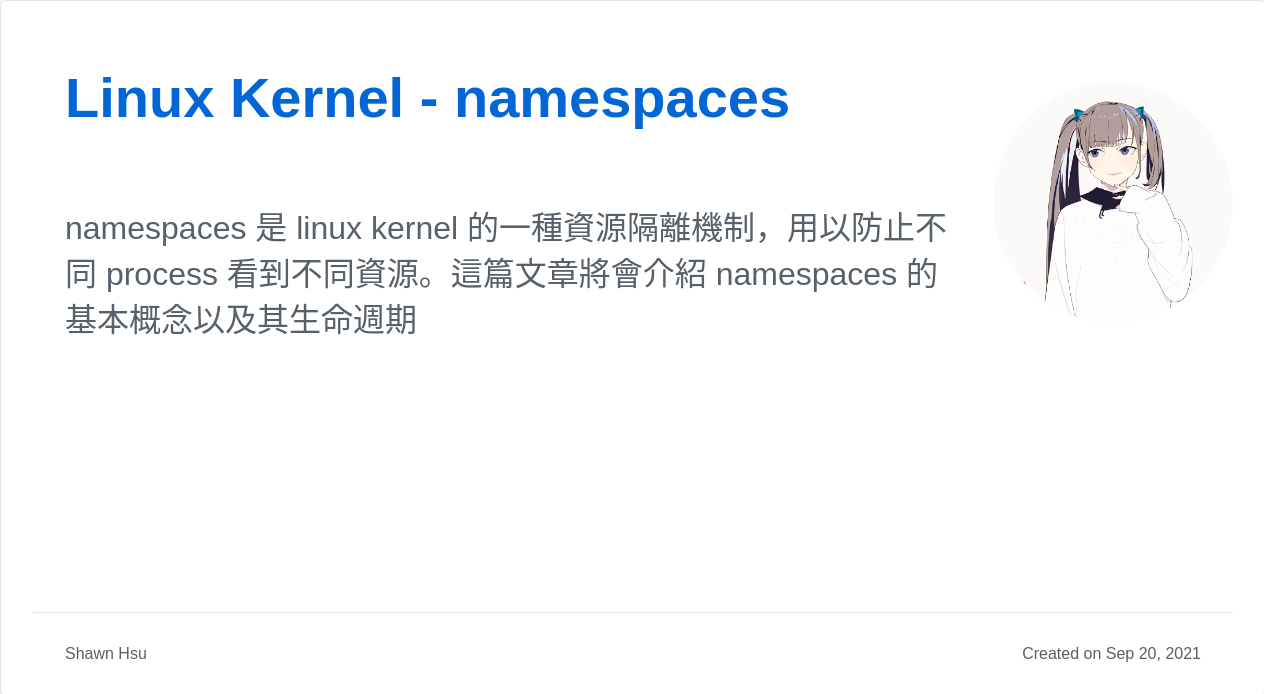 Linux Kernel - namespaces
namespaces 是 linux kernel 的一種資源隔離機制，用以防止不
同 process 看到不同資源。這篇文章將會介紹 namespaces 的
基本概念以及其生命週期
Shawn Hsu
Created on Sep 20, 2021